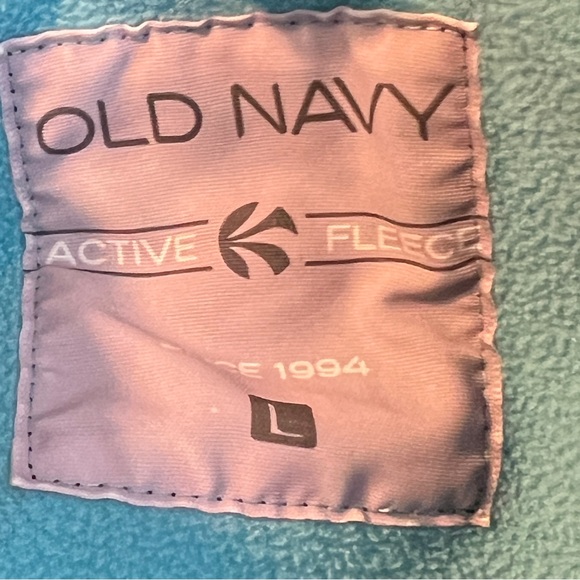 OLD NAVY
ACTIVE FLEECE
1994
L